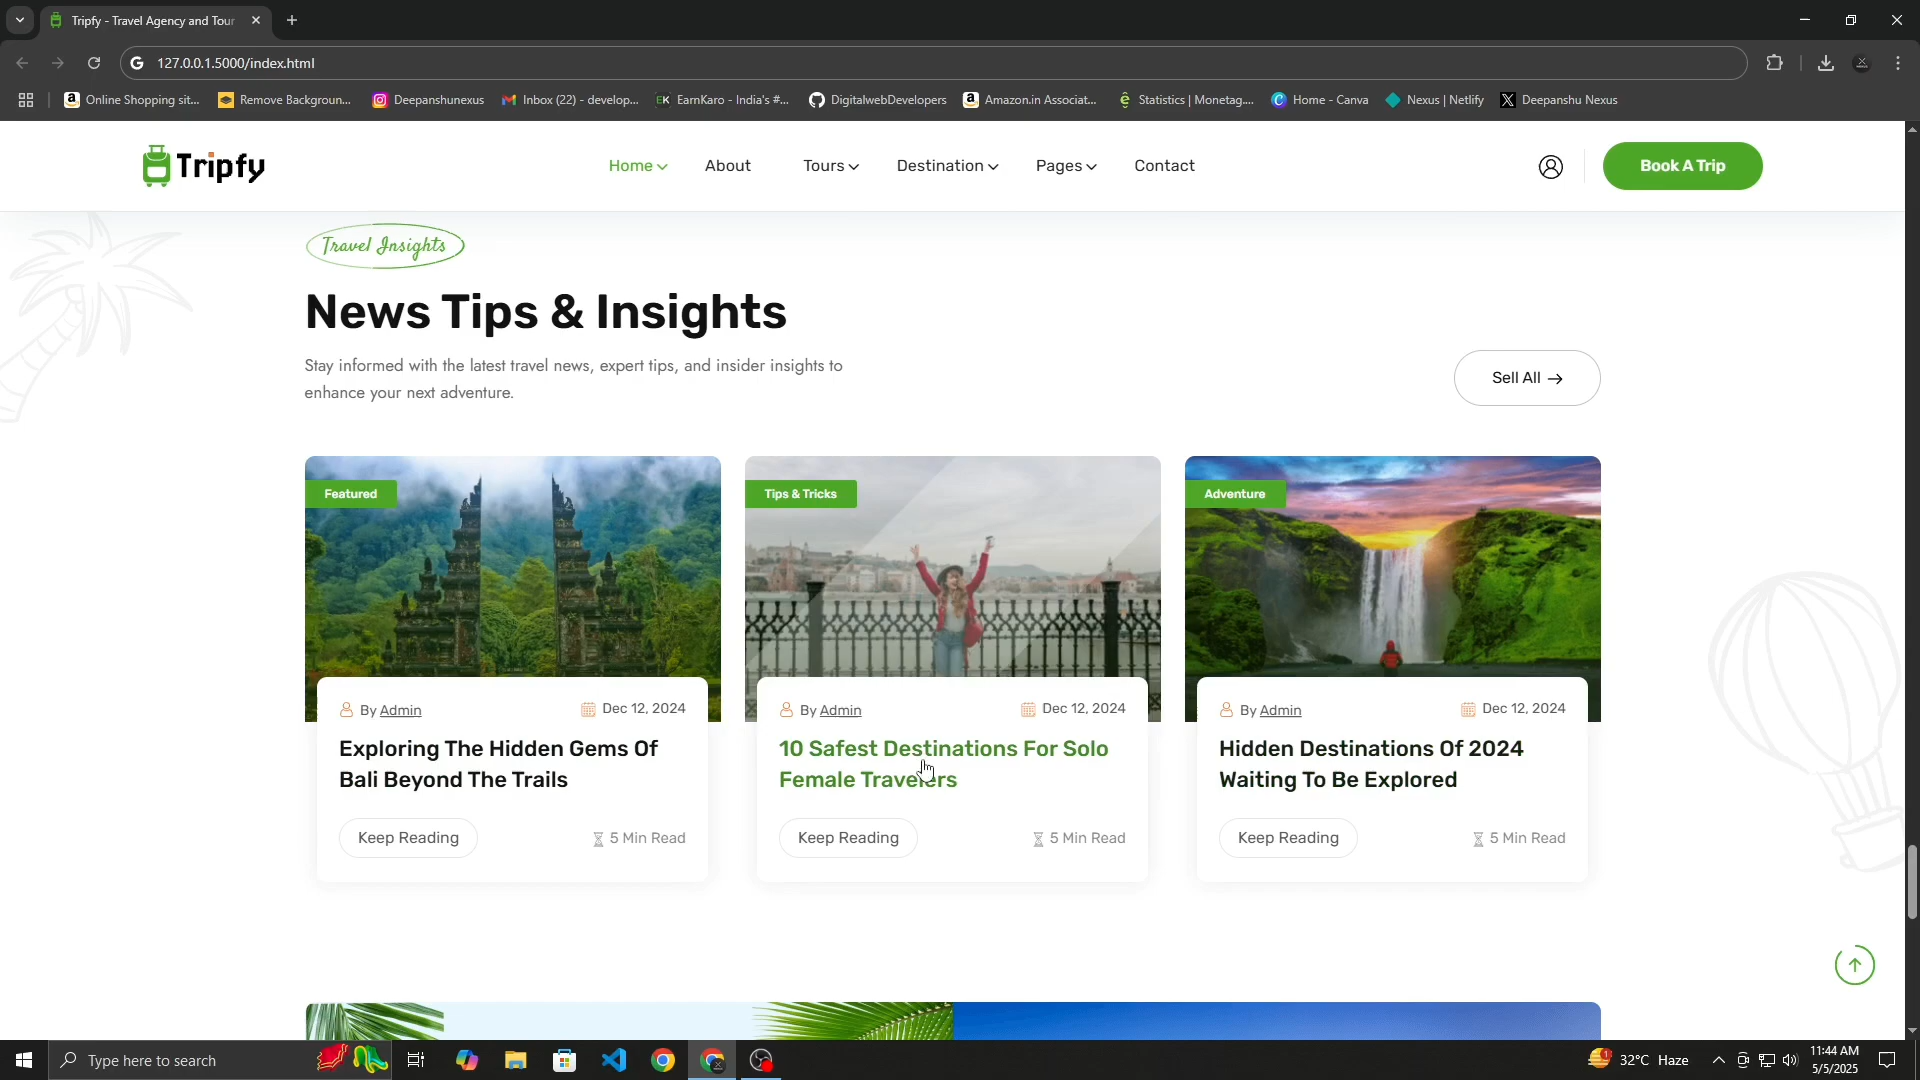 Tripfy - Travel Agency and Tour
127.0.0.1:5000/index.html
Online Shopping sit...
Remove Backgroun...
Deepanshunexus
Inbox (22) - develop...
EK EarnKaro - India's #...
DigitalwebDevelopers
Amazon.in Associat...
Statistics | Monetag....
Home - Canva
Nexus | Netlify
Deepanshu Nexus
Tripfy
Home
About
Tours
Destination
Pages
Contact
Book A Trip
Travel Insights
News Tips & Insights
Stay informed with the latest travel news, expert tips, and insider insights to
enhance your next adventure.
Sell All →
Featured
Tips & Tricks
Adventure
By Admin
Dec 12, 2024
Exploring The Hidden Gems Of
Bali Beyond The Trails
Keep Reading
5 Min Read
By Admin
Dec 12, 2024
10 Safest Destinations For Solo
Female Travelers
Keep Reading
5 Min Read
By Admin
Dec 12, 2024
Hidden Destinations Of 2024
Waiting To Be Explored
Keep Reading
5 Min Read
Type here to search
1
32°C Haze
11:44 AM
5/5/2025